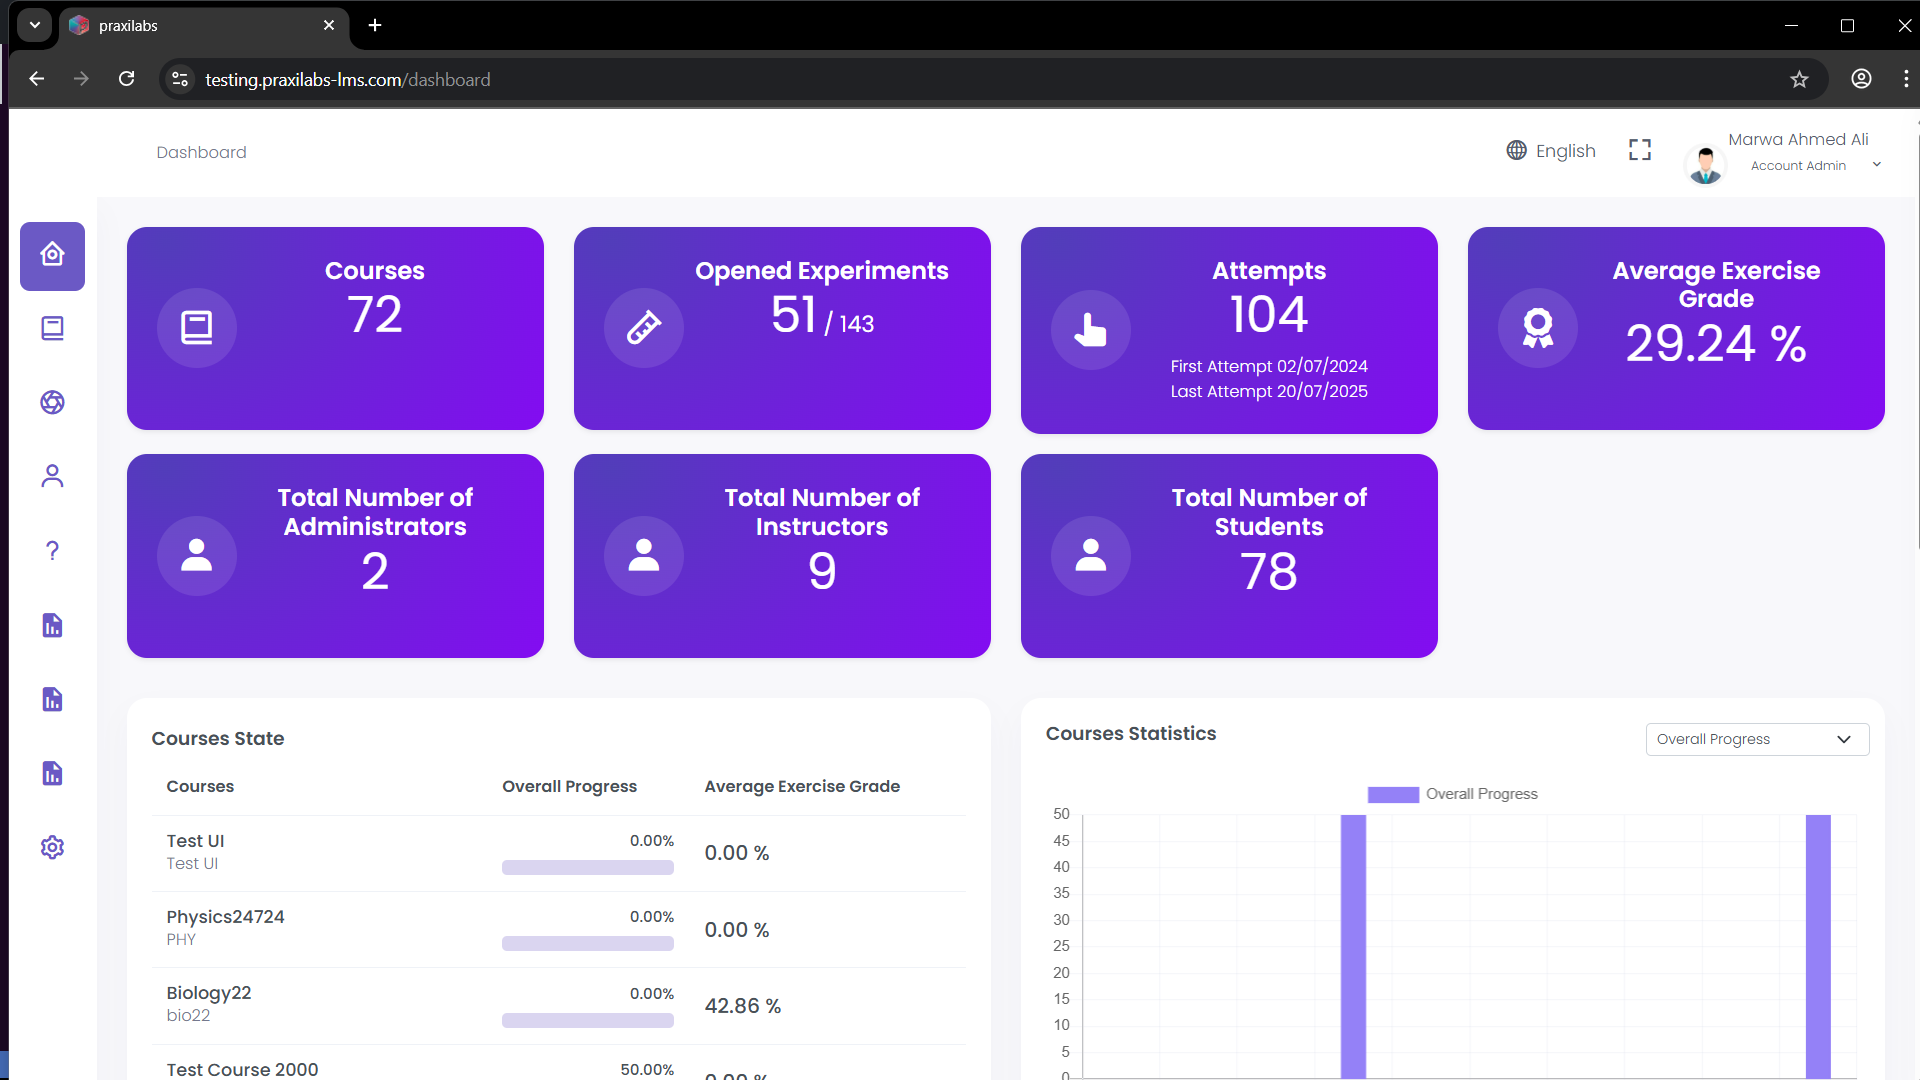 praxilabs
testing.praxilabs-lms.com/dashboard
Dashboard
English
Marwa Ahmed Ali
Account Admin
Courses
72
Opened Experiments
51 / 143
Attempts
104
First Attempt 02/07/2024
Last Attempt 20/07/2025
Average Exercise
Grade
29.24 %
Total Number of
Administrators
2
Total Number of
Instructors
9
Total Number of
Students
78
Courses State
Courses Overall Progress Average Exercise Grade
Test UI
Test UI
0.00%
0.00 %
Physics24724
PHY
0.00%
0.00 %
Biology22
bio22
0.00%
42.86 %
Test Course 2000
50.00%
0.00 %
Courses Statistics
Overall Progress
Overall Progress
50
45
40
35
30
25
20
15
10
5
0